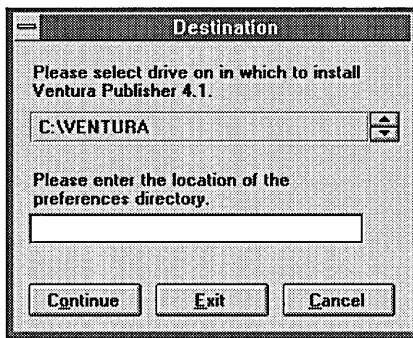 Destination
Please select drive on in which to install
Ventura Publisher 4.1.
C:\VENTURA
Please enter the location of the
preferences directory.
Continue Exit Cancel